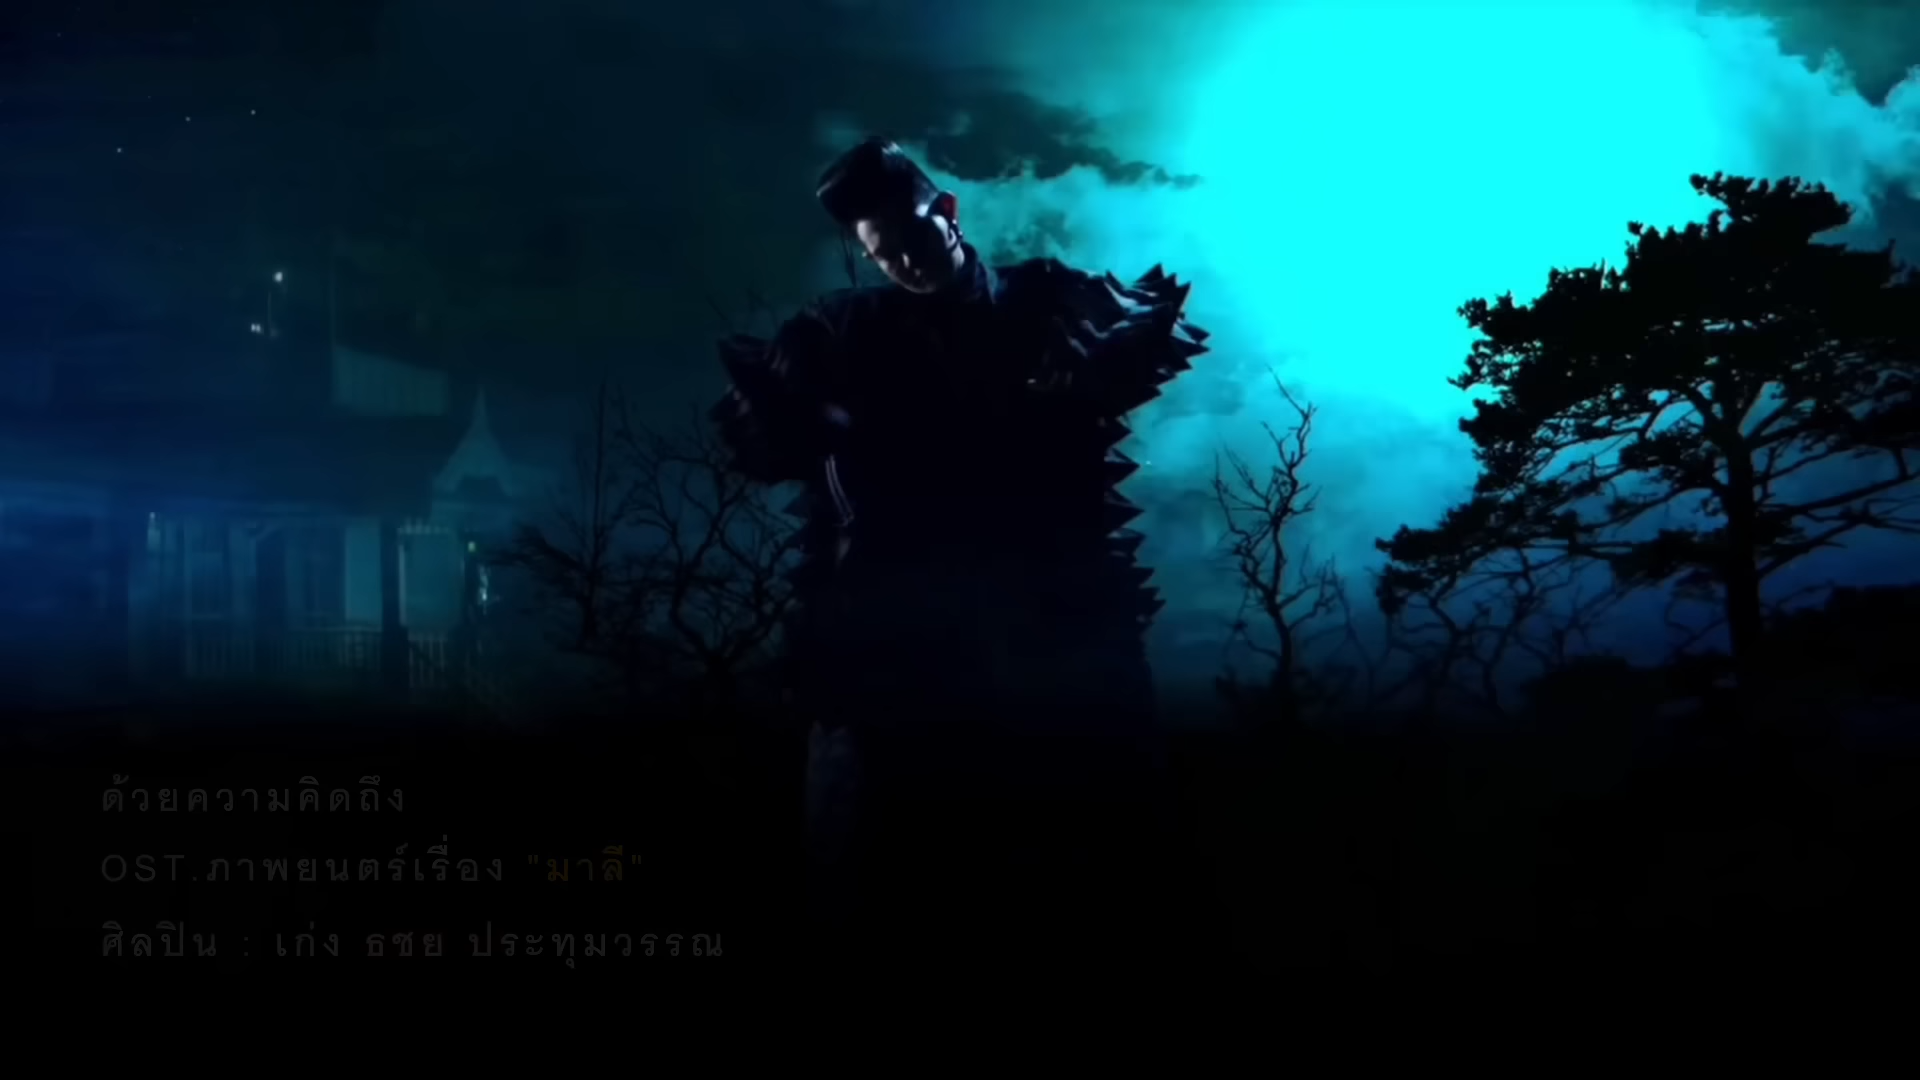 ด้วยความคิดถึง
OST.ภาพยนตร์เรื่อง "มาลี"
ศิลปิน : เก่ง ธชย ประทุมวรรณ